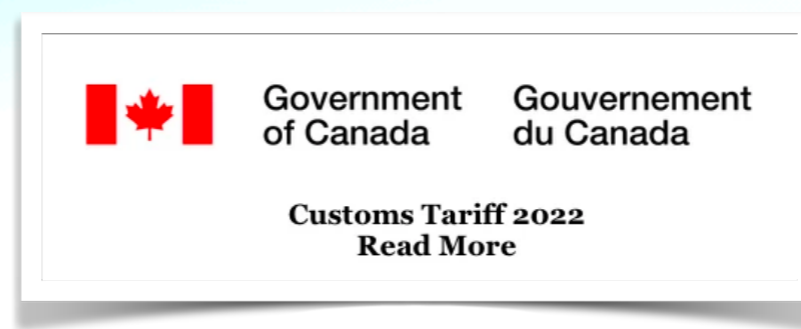 Government Gouvernement
of Canada du Canada
Customs Tariff 2022
Read More